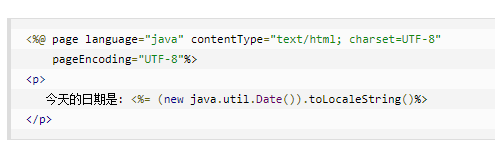 <%@ page language="java" contentType="text/html; charset=UTF-8"
pageEncoding="UTF-8"%>
<p>
今天的日期是: <%= (new java.util.Date()).toLocaleString()%>
</p>